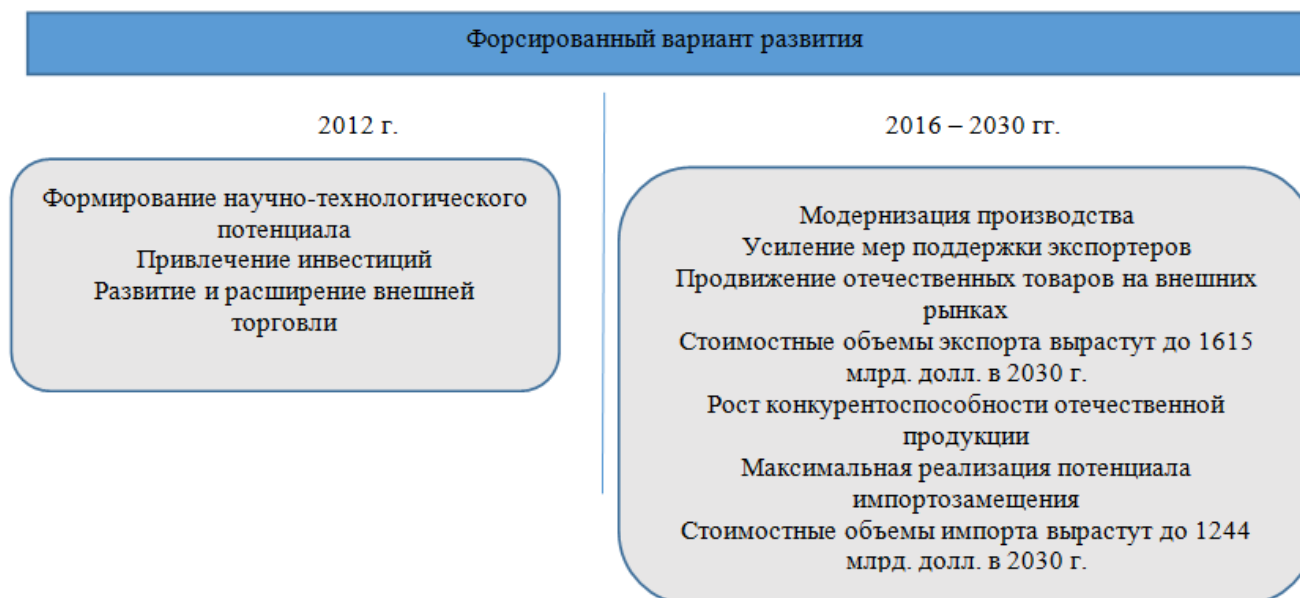 Форсированный вариант развития
2012 г.
Формирование научно-технологического
потенциала
Привлечение инвестиций
Развитие и расширение внешней
торговли
2016 – 2030 гг.
Модернизация производства
Усиление мер поддержки экспортеров
Продвижение отечественных товаров на внешних
рынках
Стоимостные объемы экспорта вырастут до 1615
млрд. долл. в 2030 г.
Рост конкурентоспособности отечественной
продукции
Максимальная реализация потенциала
импортозамещения
Стоимостные объемы импорта вырастут до 1244
млрд. долл. в 2030 г.